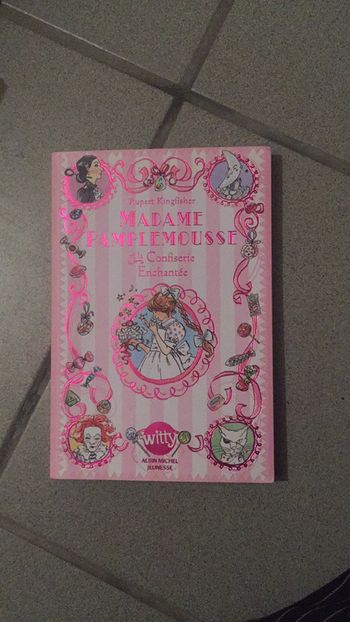 Rupert Kingfisher
MADAME
PAMPLEMOUSSE
et la Confiserie
Enchantée
witty
ALBIN MICHEL
JEUNESSE